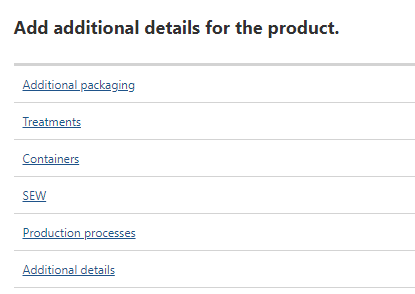 Add additional details for the product.
Additional packaging
Treatments
Containers
SEW
Production processes
Additional details